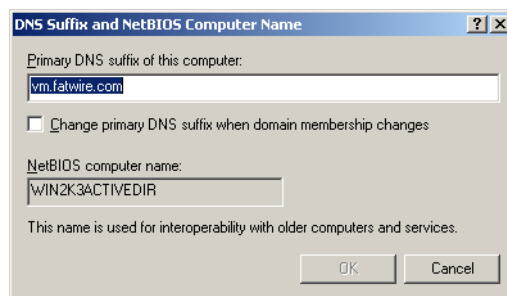 DNS Suffix and NetBIOS Computer Name
Primary DNS suffix of this computer:
vm.fatwire.com
Change primary DNS suffix when domain membership changes
NetBIOS computer name:
WIN2K3ACTIVEDIR
This name is used for interoperability with older computers and services.
OK
Cancel